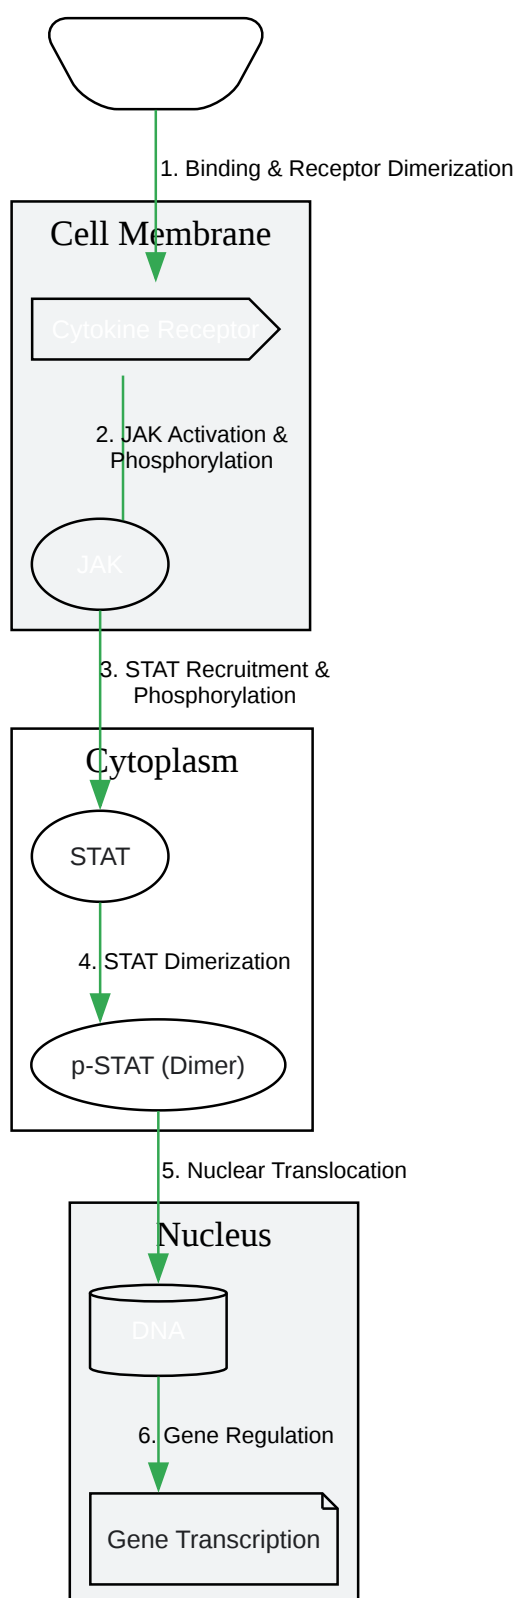 1. Binding & Receptor Dimerization
Cell Membrane
Cytokine Receptor
2. JAK Activation &
Phosphorylation
JAK
3. STAT Recruitment &
Phosphorylation
Cytoplasm
STAT
4. STAT Dimerization
p-STAT (Dimer)
5. Nuclear Translocation
Nucleus
DNA
6. Gene Regulation
Gene Transcription